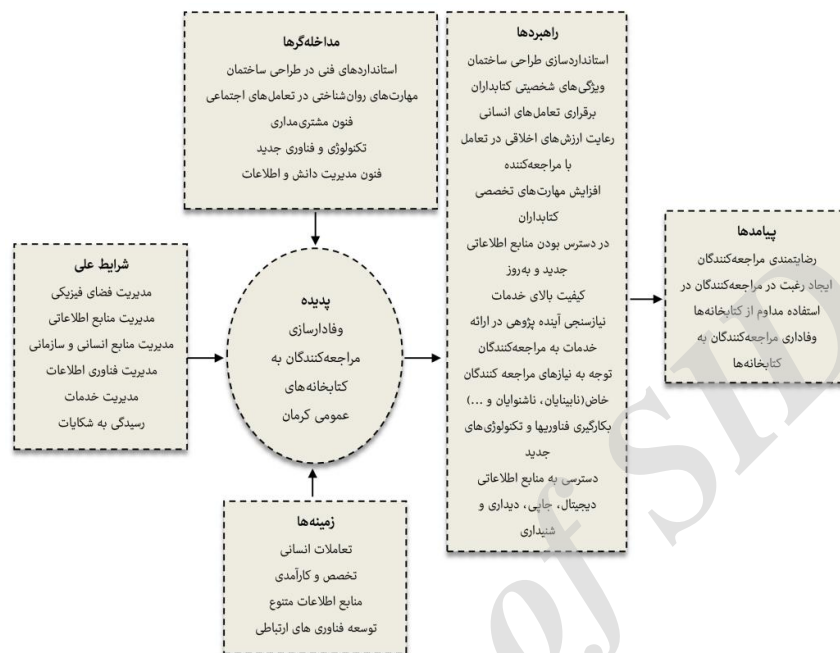 مداخله‌گرها
استانداردهای فنی در طراحی ساختمان
مهارت‌های روان‌شناختی در تعامل‌های اجتماعی
فنون مشتری‌مداری
تکنولوژی و فناوری جدید
فنون مدیریت دانش و اطلاعات
شرایط علی
مدیریت فضای فیزیکی
مدیریت منابع اطلاعاتی
مدیریت منابع انسانی و سازمانی
مدیریت فناوری اطلاعات
مدیریت خدمات
رسیدگی به شکایات
پدیده
وفادارسازی
مراجعه‌کنندگان به
کتابخانه‌های
عمومی کرمان
زمینه‌ها
تعاملات انسانی
تخصص و کارآمدی
منابع اطلاعات متنوع
توسعه فناوری های ارتباطی
راهبردها
استانداردسازی طراحی ساختمان
ویژگی‌های شخصیتی کتابداران
برقراری تعامل‌های انسانی
رعایت ارزش‌های اخلاقی در تعامل
با مراجعه‌کننده
افزایش مهارت‌های تخصصی
کتابداران
در دسترس بودن منابع اطلاعاتی
جدید و به‌روز
کیفیت بالای خدمات
نیازسنجی آینده پژوهی در ارائه
خدمات به مراجعه‌کنندگان
توجه به نیازهای مراجعه کنندگان
خاص(نابینایان، ناشنوایان و ...)
بکارگیری فناوریها و تکنولوژی‌های
جدید
دسترسی به منابع اطلاعاتی
دیجیتال، چاپی، دیداری و
شنیداری
پیامدها
رضایتمندی مراجعه‌کنندگان
ایجاد رغبت در مراجعه‌کنندگان در
استفاده مداوم از کتابخانه‌ها
وفاداری مراجعه‌کنندگان به
کتابخانه‌ها
of SID